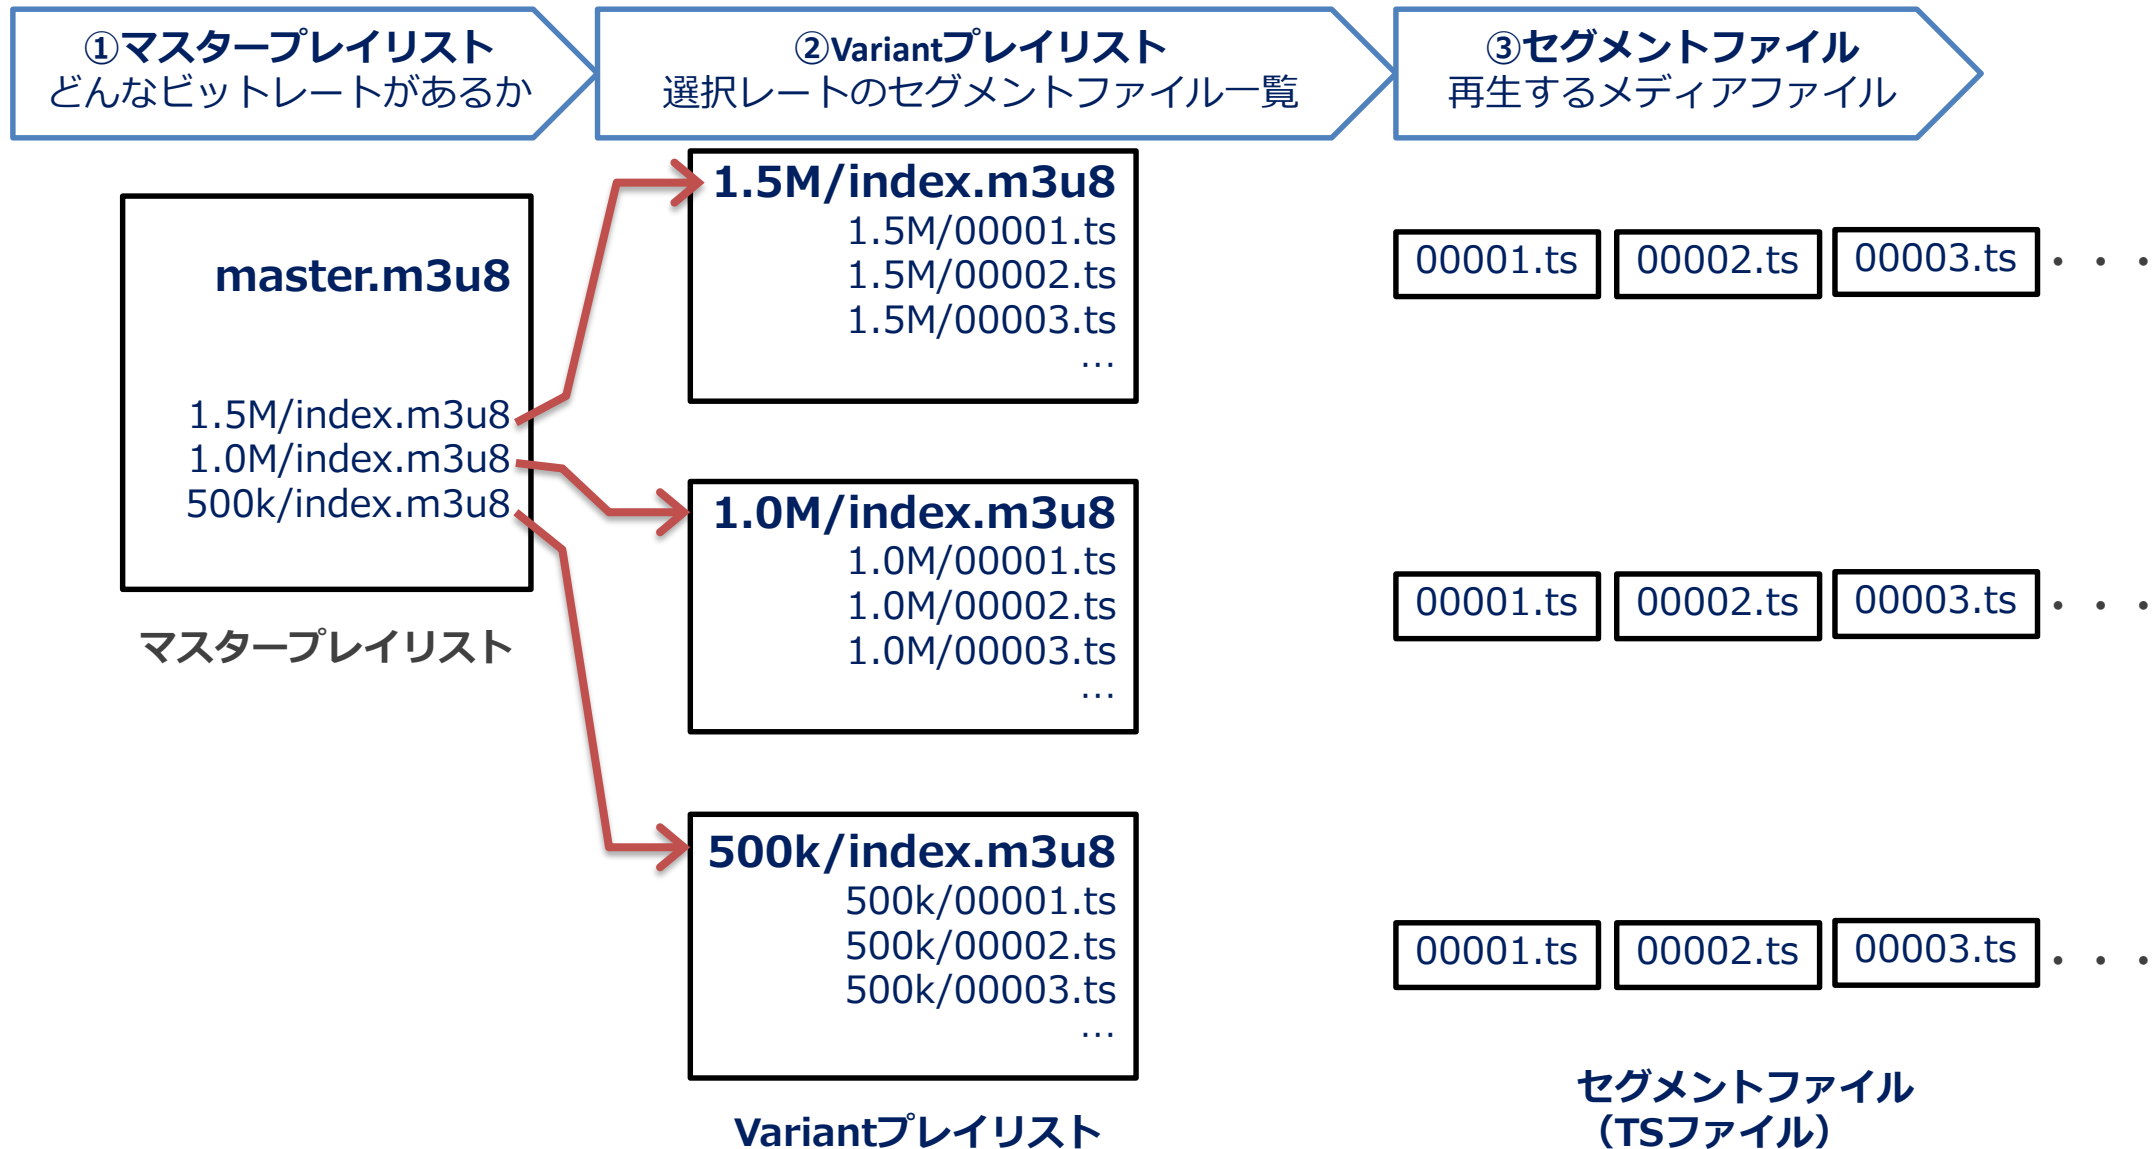 ①マスタープレイリスト
どんなビットレートがあるか
②Variantプレイリスト
選択レートのセグメントファイル一覧
③セグメントファイル
再生するメディアファイル
master.m3u8
1.5M/index.m3u8
1.0M/index.m3u8
500k/index.m3u8
マスタープレイリスト
1.5M/index.m3u8
1.5M/00001.ts
1.5M/00002.ts
1.5M/00003.ts
…
1.0M/index.m3u8
1.0M/00001.ts
1.0M/00002.ts
1.0M/00003.ts
…
500k/index.m3u8
500k/00001.ts
500k/00002.ts
500k/00003.ts
…
Variantプレイリスト
00001.ts 00002.ts 00003.ts ・・・
00001.ts 00002.ts 00003.ts ・・・
00001.ts 00002.ts 00003.ts ・・・
セグメントファイル
（TSファイル）